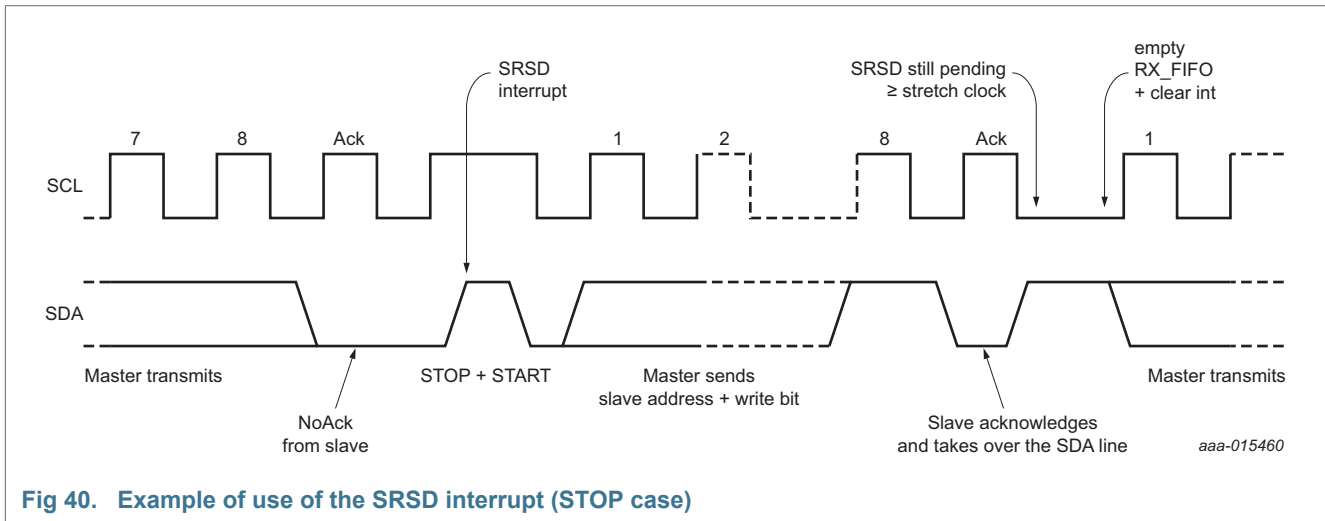 SRSD
interrupt
SRSD still pending
≥ stretch clock
empty
RX_FIFO
+ clear int
7
8
Ack
1
2
8
Ack
1
SCL
SDA
Master transmits
STOP + START
Master sends
slave address + write bit
Master transmits
NoAck
from slave
Slave acknowledges
and takes over the SDA line
aaa-015460
Fig 40. Example of use of the SRSD interrupt (STOP case)